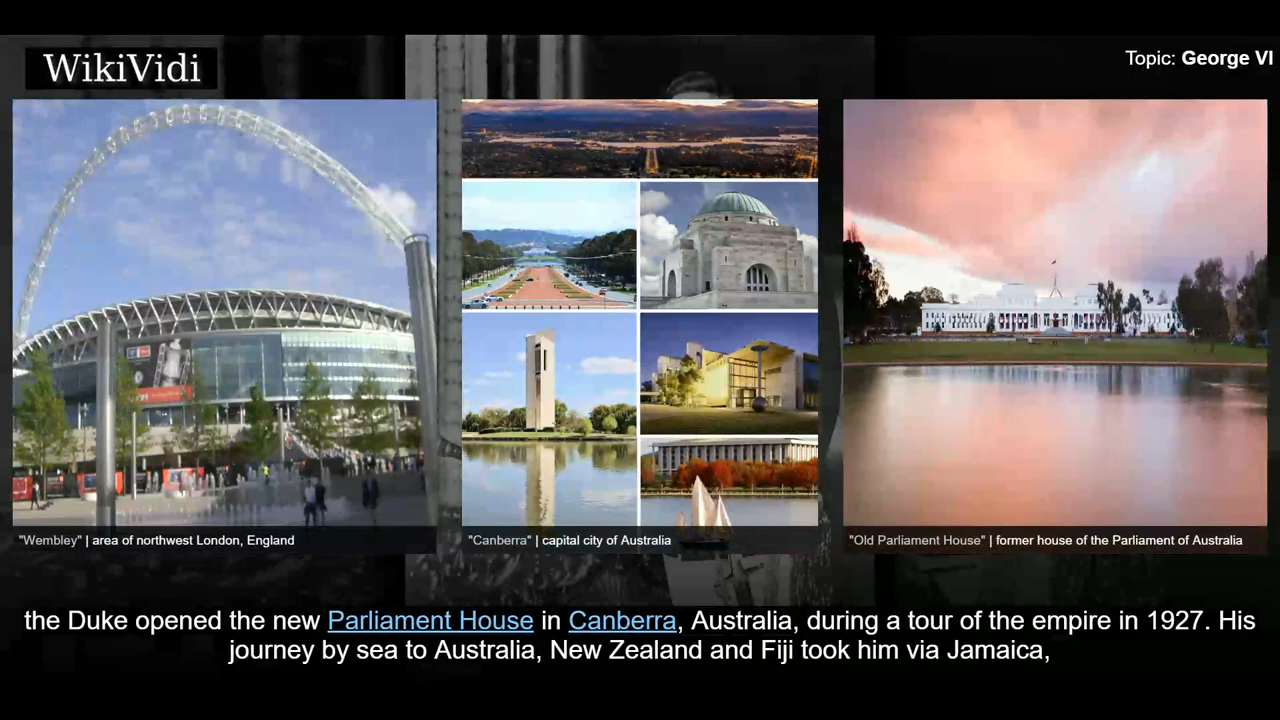 WikiVidi
Topic: George VI
"Wembley" | area of northwest London, England
"Canberra" | capital city of Australia
"Old Parliament House" | former house of the Parliament of Australia
the Duke opened the new Parliament House in Canberra, Australia, during a tour of the empire in 1927. His
journey by sea to Australia, New Zealand and Fiji took him via Jamaica,